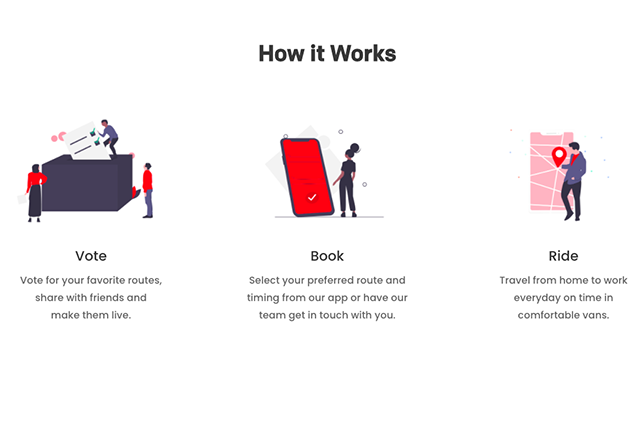 How it Works
Vote
Vote for your favorite routes,
share with friends and
make them live.
Book
Select your preferred route and
timing from our app or have our
team get in touch with you.
Ride
Travel from home to work
everyday on time in
comfortable vans.